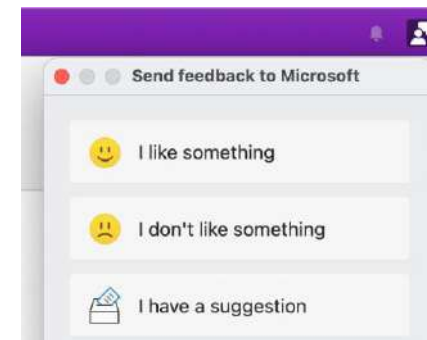 Send feedback to Microsoft
I like something
I don't like something
I have a suggestion